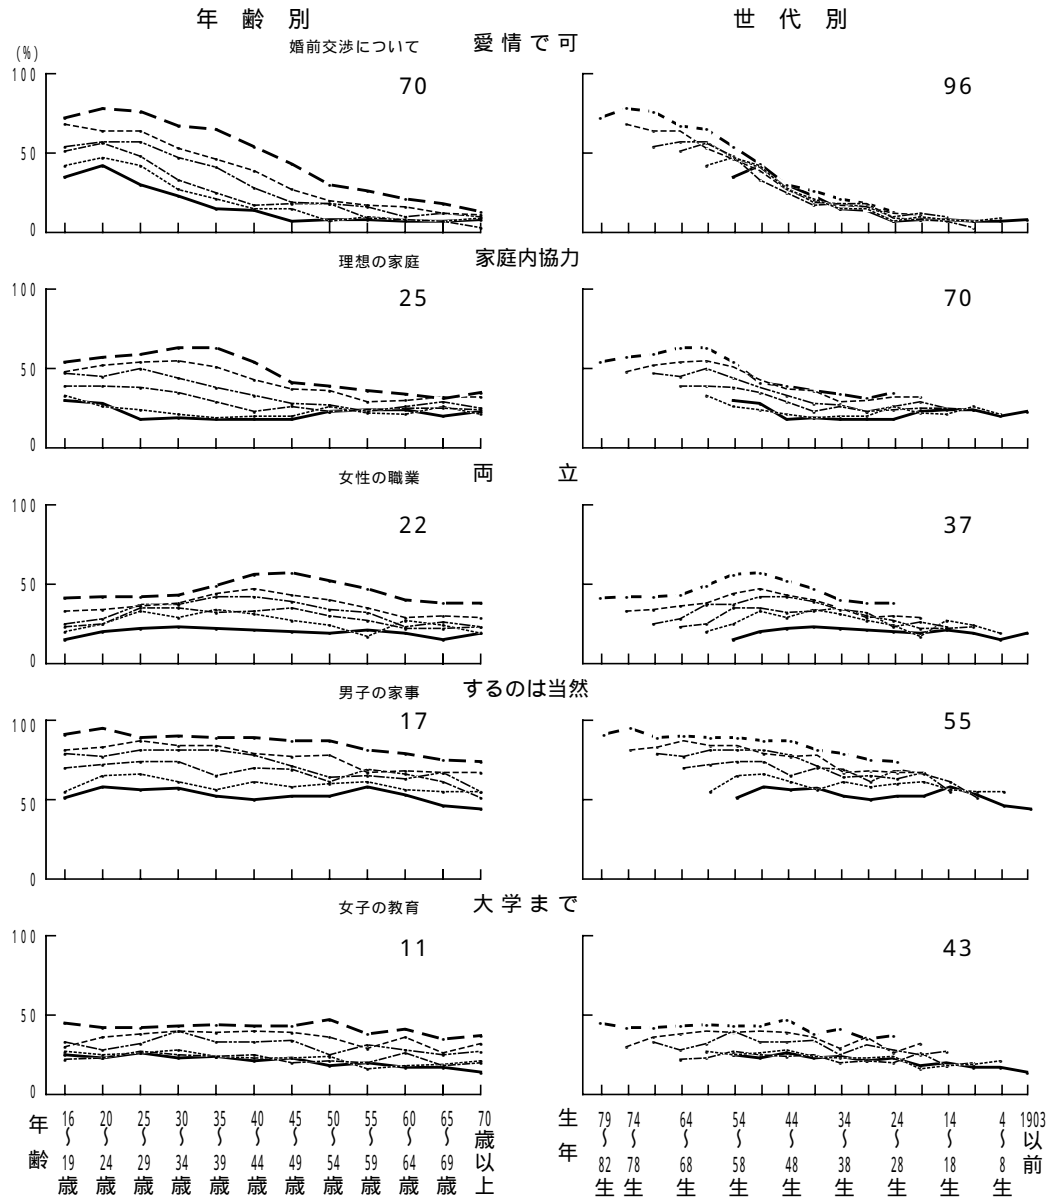 年齢別 世代別
婚前交渉について 愛情で可
(%)
100 70 96
50
0
理想の家庭 家庭内協力
100 25 70
50
0
女性の職業 両立
100 22 37
50
0
男子の家事 するのは当然
100 17 55
50
0
女子の教育 大学まで
100 11 43
50
0
年齢 16〜19歳 20〜24歳 25〜29歳 30〜34歳 35〜39歳 40〜44歳 45〜49歳 50〜54歳 55〜59歳 60〜64歳 65〜69歳 70歳以上
生年 79〜82生 74〜78生 64〜68生 54〜58生 44〜48生 34〜38生 24〜28生 14〜18生 4〜8生 1903以前